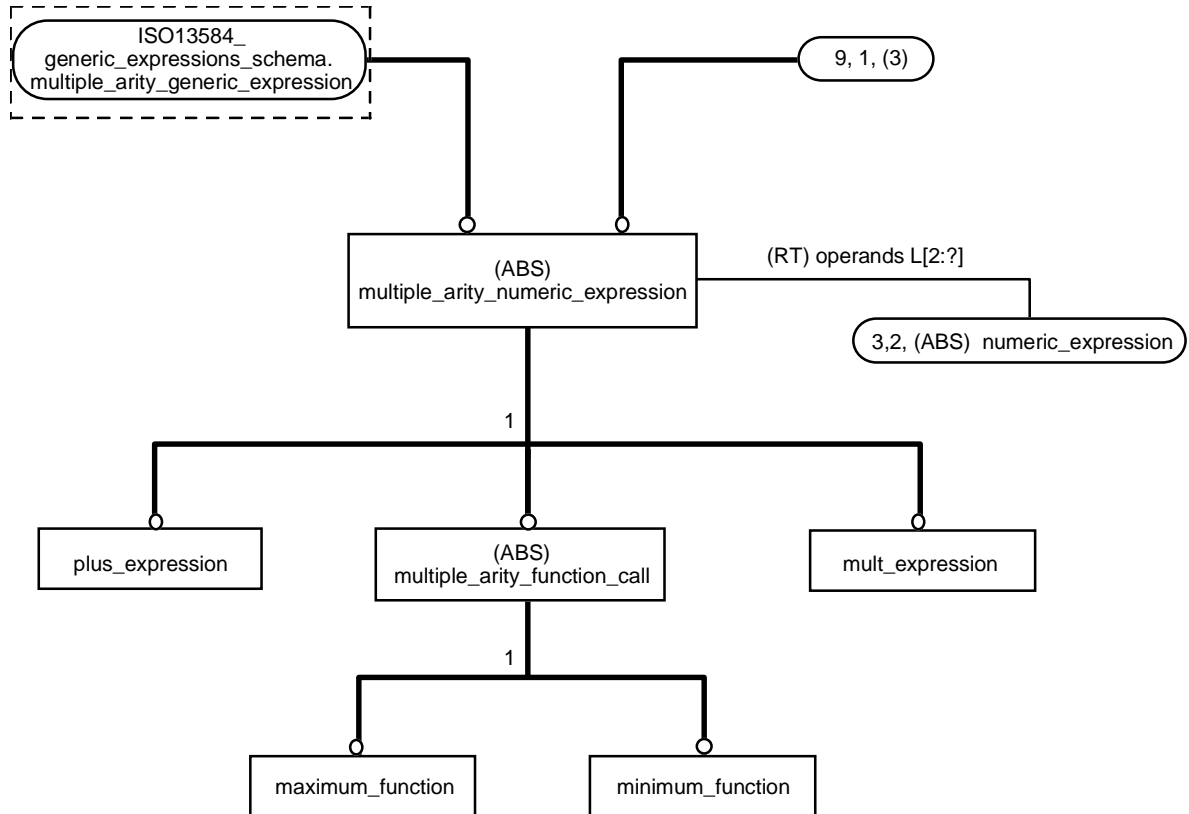 ISO13584_
generic_expressions_schema.
multiple_arity_generic_expression
9, 1, (3)
(ABS)
multiple_arity_numeric_expression
(RT) operands L[2:?]
3,2, (ABS) numeric_expression
1
plus_expression
(ABS)
multiple_arity_function_call
mult_expression
1
maximum_function
minimum_function